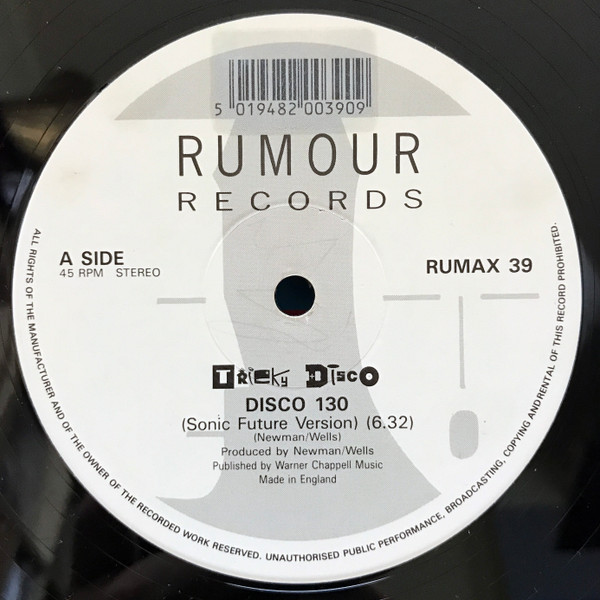 5 019482 003909
RUMOUR
RECORDS
A SIDE
45 RPM STEREO
RUMAX 39
Tricky Disco
DISCO 130
(Sonic Future Version) (6.32)
(Newman/Wells)
Produced by Newman/Wells
Published by Warner Chappell Music
Made in England
ALL RIGHTS OF THE MANUFACTURER AND OF THE OWNER OF THE RECORDED WORK RESERVED. UNAUTHORISED PUBLIC PERFORMANCE, BROADCASTING, COPYING ANDRENTAL OF THIS RECORD PROHIBITED.